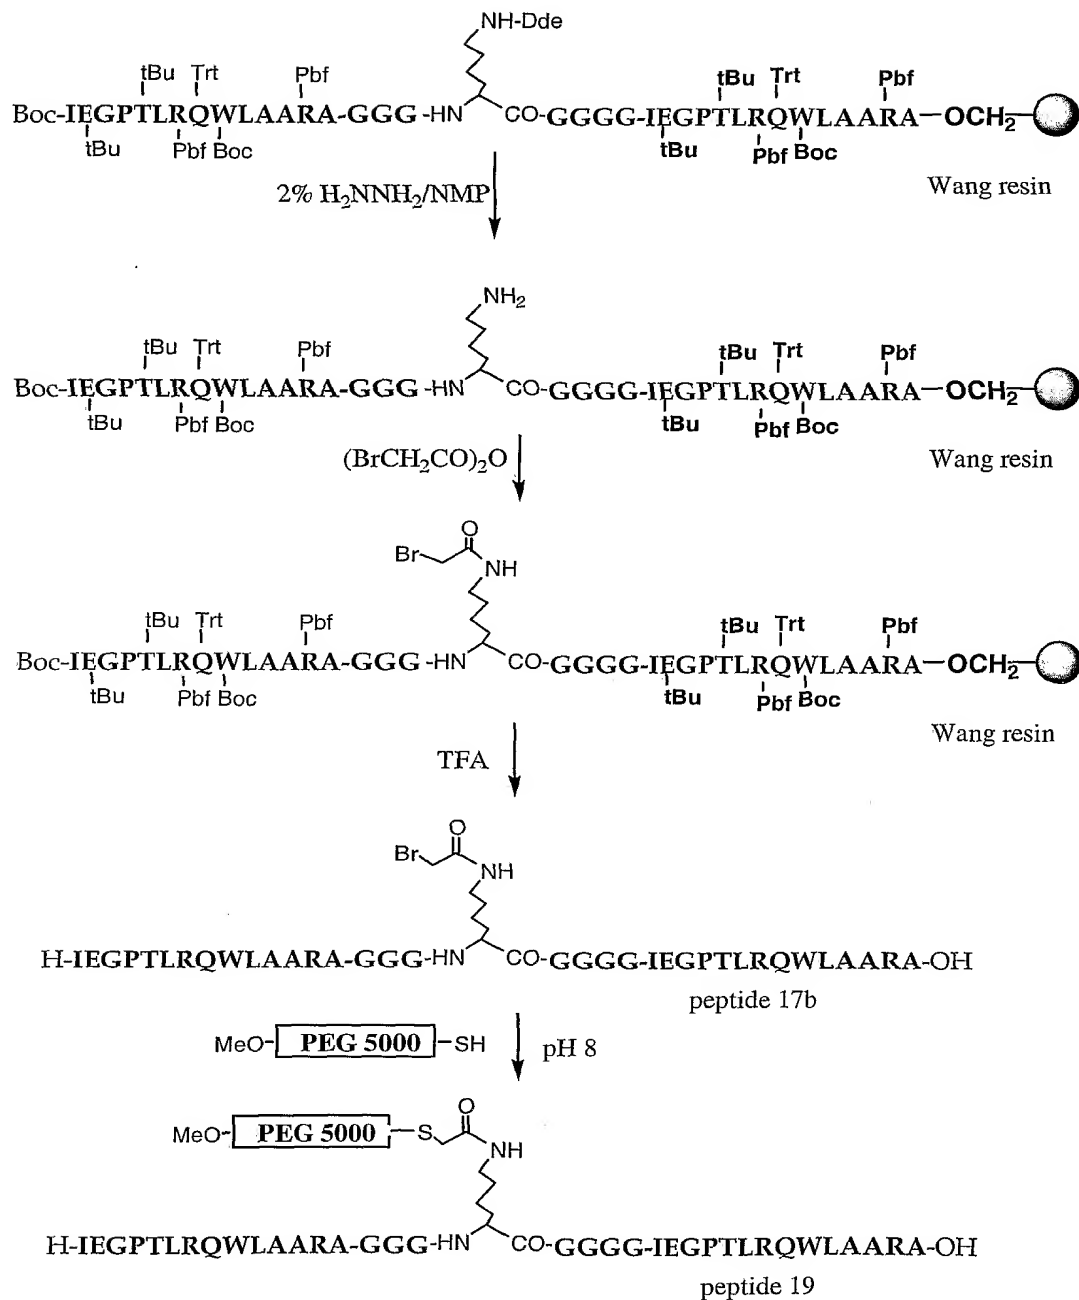 NH-Dde
tBu Trt Pbf tBu Trt Pbf
Boc-IEGPTLRQWLAARA-GGG-HN CO-GGGG-IEGPTLRQWLAARA-OCH2
tBu Pbf Boc tBu Pbf Boc
Wang resin
2% H2NNH2/NMP
NH2
tBu Trt Pbf tBu Trt Pbf
Boc-IEGPTLRQWLAARA-GGG-HN CO-GGGG-IEGPTLRQWLAARA-OCH2
tBu Pbf Boc tBu Pbf Boc
Wang resin
(BrCH2CO)2O
O
Br NH
tBu Trt Pbf tBu Trt Pbf
Boc-IEGPTLRQWLAARA-GGG-HN CO-GGGG-IEGPTLRQWLAARA-OCH2
tBu Pbf Boc tBu Pbf Boc
Wang resin
TFA
O
Br NH
H-IEGPTLRQWLAARA-GGG-HN CO-GGGG-IEGPTLRQWLAARA-OH
peptide 17b
MeO-PEG 5000-SH pH 8
O
MeO-PEG 5000-S NH
H-IEGPTLRQWLAARA-GGG-HN CO-GGGG-IEGPTLRQWLAARA-OH
peptide 19